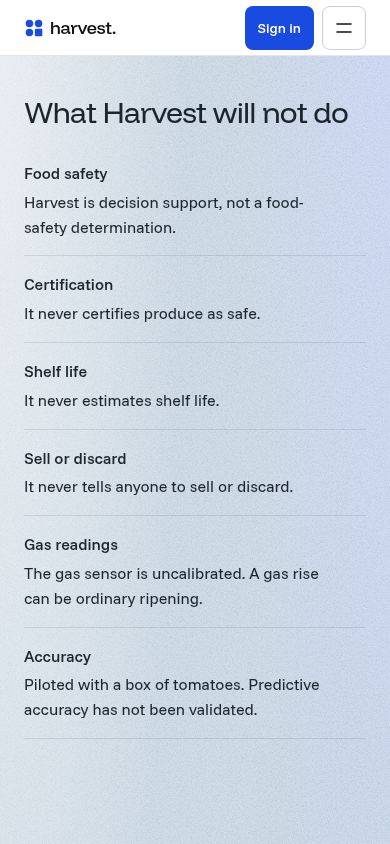 harvest.
Sign in
What Harvest will not do
Food safety
Harvest is decision support, not a food-
safety determination.
Certification
It never certifies produce as safe.
Shelf life
It never estimates shelf life.
Sell or discard
It never tells anyone to sell or discard.
Gas readings
The gas sensor is uncalibrated. A gas rise
can be ordinary ripening.
Accuracy
Piloted with a box of tomatoes. Predictive
accuracy has not been validated.